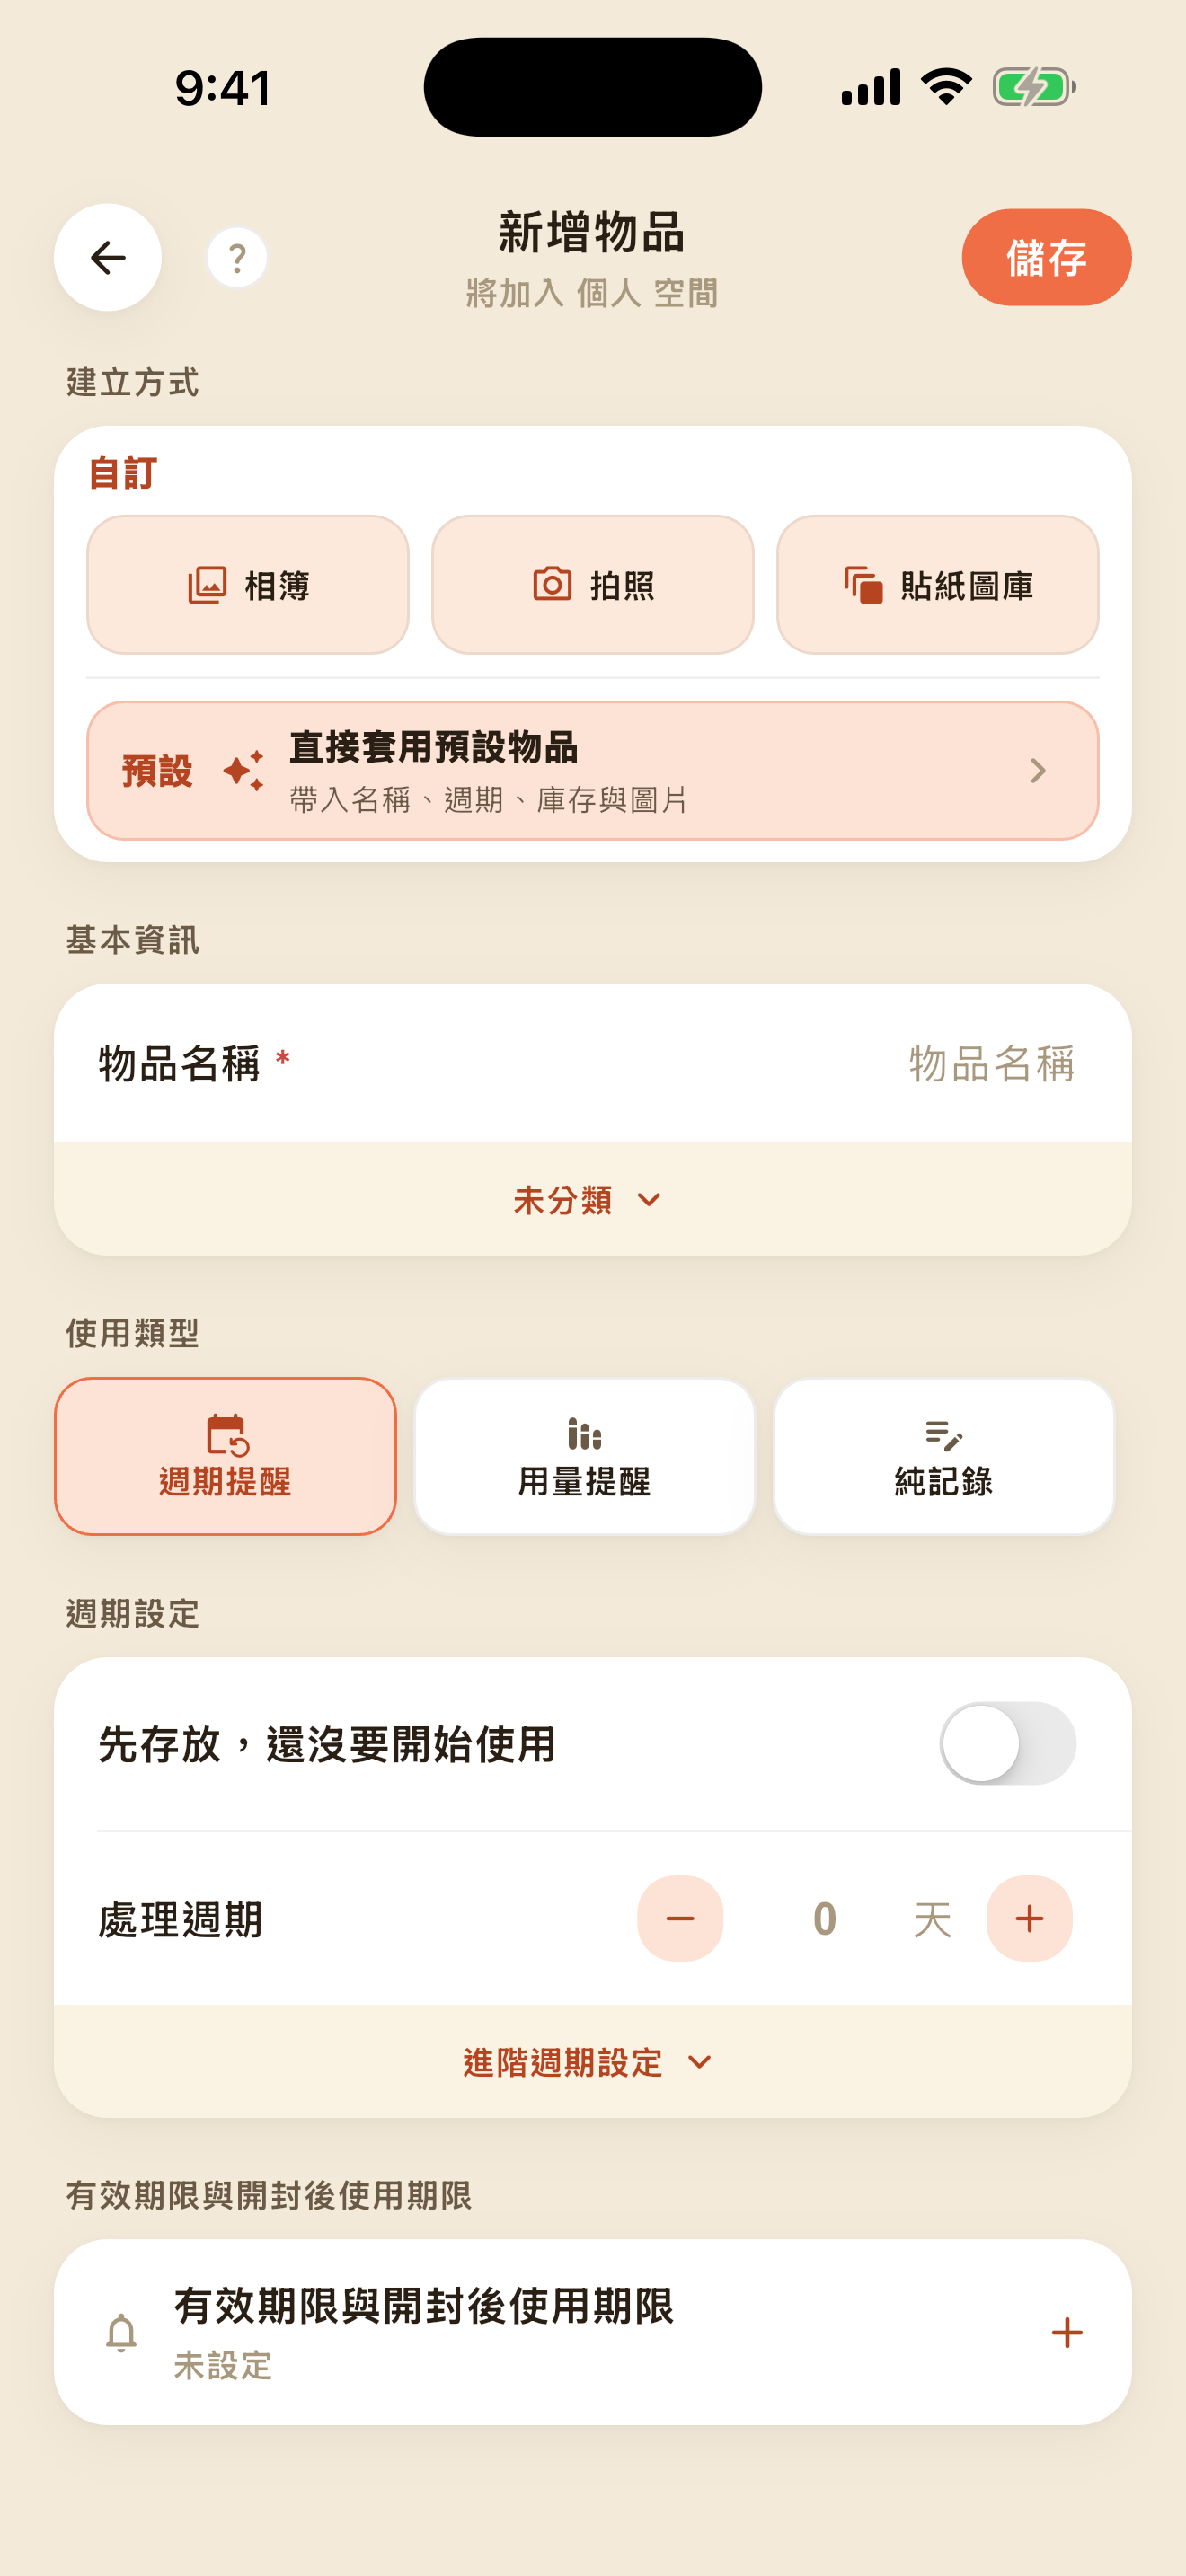 9:41
?
新增物品
將加入 個人 空間
儲存
建立方式
自訂
相簿
拍照
貼紙圖庫
預設
直接套用預設物品
帶入名稱、週期、庫存與圖片
基本資訊
物品名稱 *
物品名稱
未分類
使用類型
週期提醒
用量提醒
純記錄
週期設定
先存放，還沒要開始使用
處理週期
0
天
進階週期設定
有效期限與開封後使用期限
有效期限與開封後使用期限
未設定